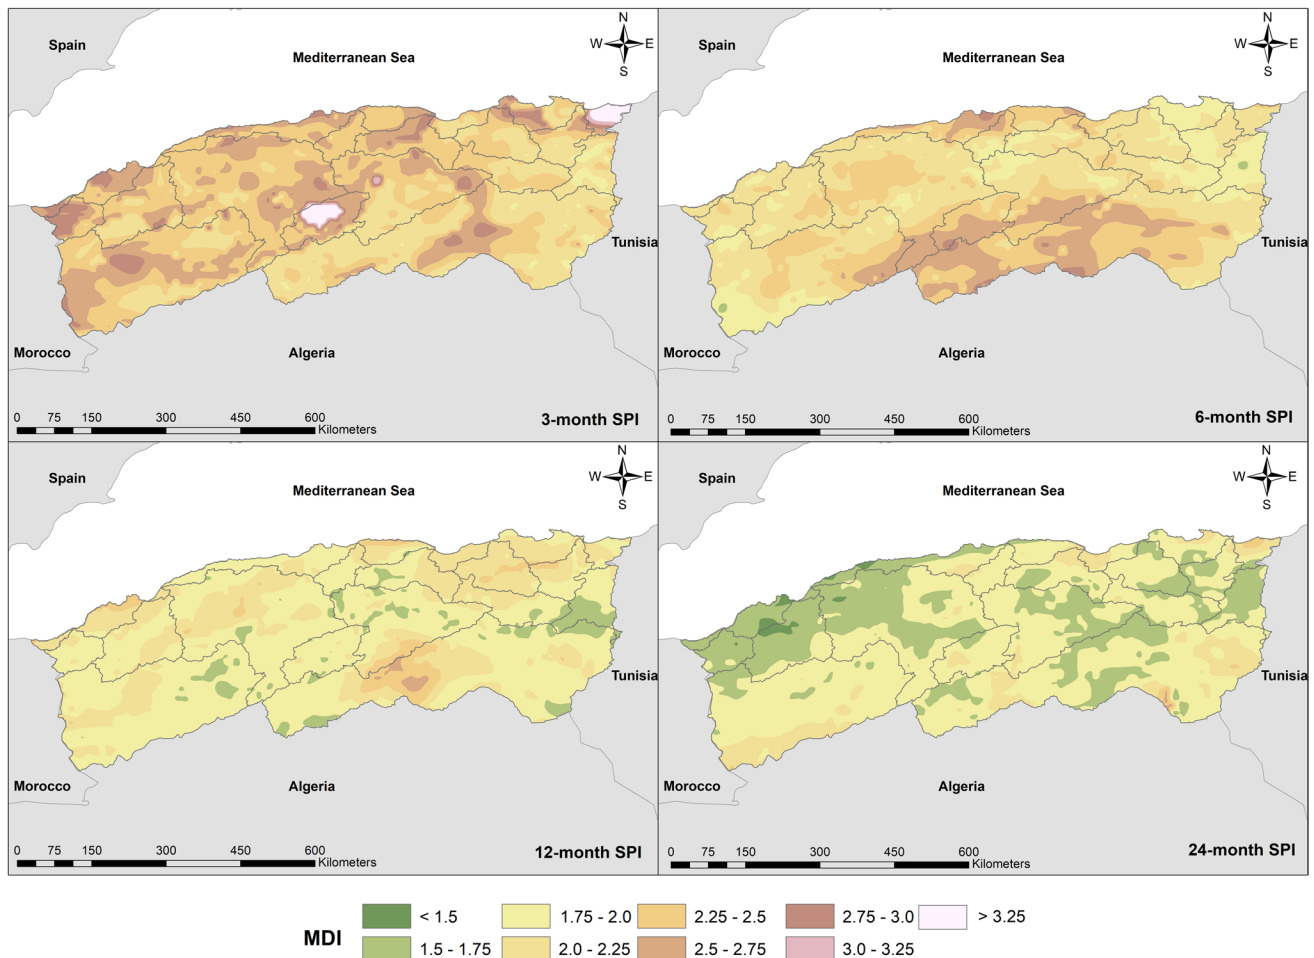 Spain
Mediterranean Sea
N
W E
S
Tunisia
Morocco
Algeria
0 75 150 300 450 600
Kilometers
3-month SPI
Spain
Mediterranean Sea
N
W E
S
Tunisia
Morocco
Algeria
0 75 150 300 450 600
Kilometers
6-month SPI
Spain
Mediterranean Sea
N
W E
S
Tunisia
Morocco
Algeria
0 75 150 300 450 600
Kilometers
12-month SPI
Spain
Mediterranean Sea
N
W E
S
Tunisia
Morocco
Algeria
0 75 150 300 450 600
Kilometers
24-month SPI
MDI
< 1.5 1.75 - 2.0 2.25 - 2.5 2.75 - 3.0 > 3.25
1.5 - 1.75 2.0 - 2.25 2.5 - 2.75 3.0 - 3.25